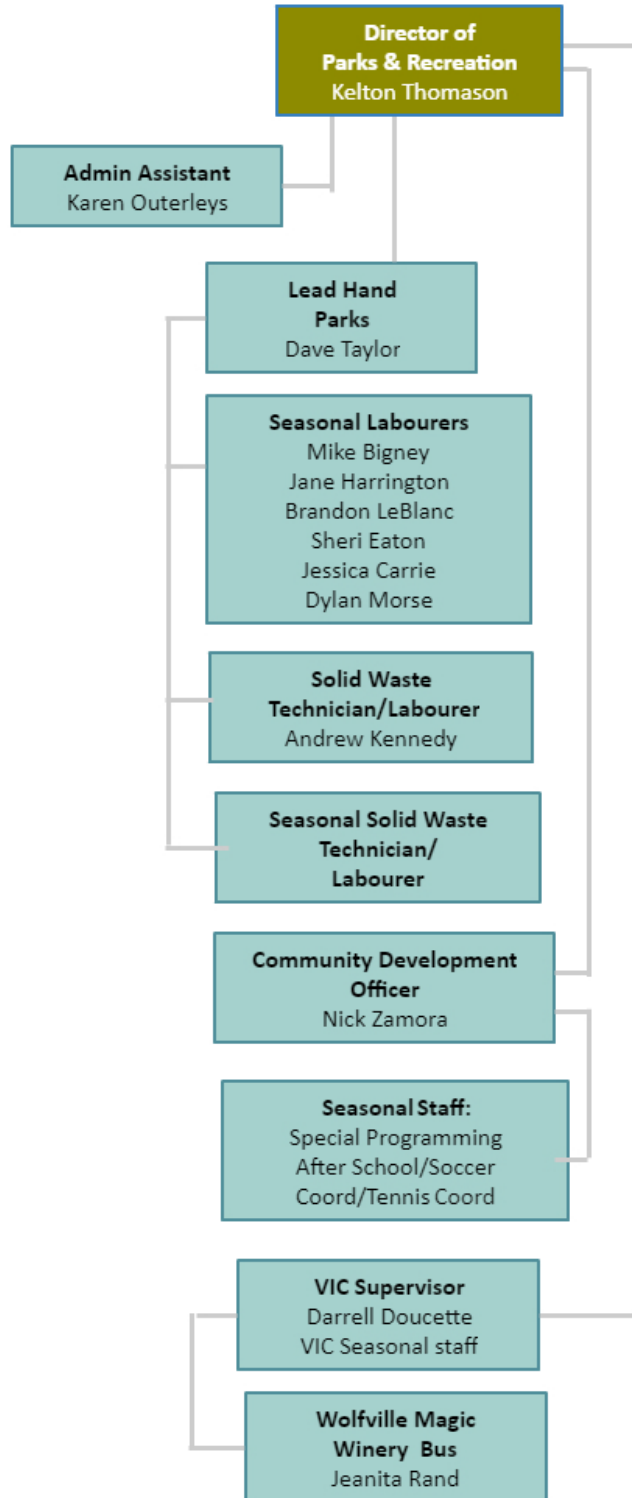 Director of
Parks & Recreation
Kelton Thomason
Admin Assistant
Karen Outerleys
Lead Hand
Parks
Dave Taylor
Seasonal Labourers
Mike Bigney
Jane Harrington
Brandon LeBlanc
Sheri Eaton
Jessica Carrie
Dylan Morse
Solid Waste
Technician/Labourer
Andrew Kennedy
Seasonal Solid Waste
Technician/
Labourer
Community Development
Officer
Nick Zamora
Seasonal Staff:
Special Programming
After School/Soccer
Coord/Tennis Coord
VIC Supervisor
Darrell Doucette
VIC Seasonal staff
Wolfville Magic
Winery Bus
Jeanita Rand